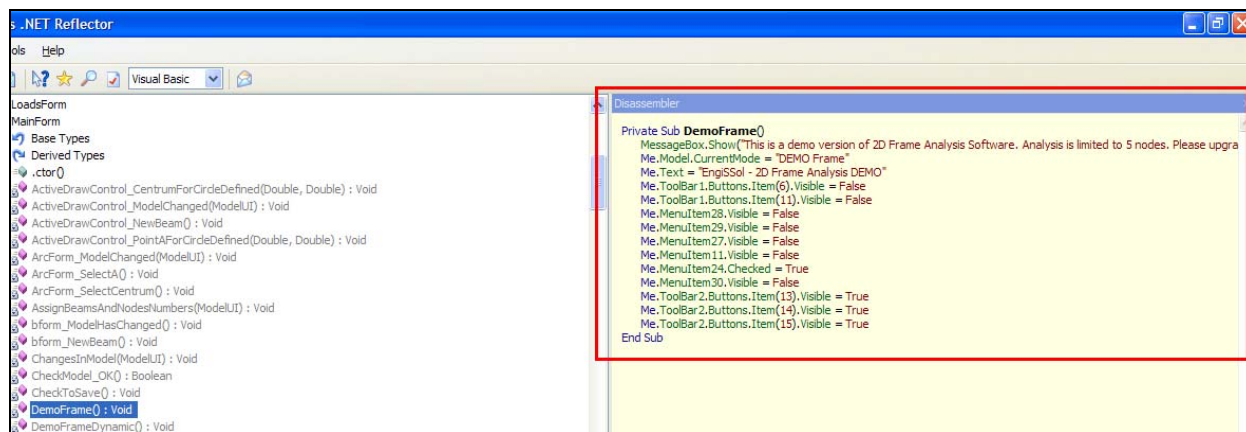 s .NET Reflector
ols Help
Visual Basic
LoadsForm
MainForm
Base Types
Derived Types
.ctor()
ActiveDrawControl_CentrumForCircleDefined(Double, Double) : Void
ActiveDrawControl_ModelChanged(ModelUI) : Void
ActiveDrawControl_NewBeam() : Void
ActiveDrawControl_PointAForCirdeDefined(Double, Double) : Void
ArcForm_ModelChanged(ModelUI) : Void
ArcForm_SelectA() : Void
ArcForm_SelectCentrum() : Void
AssignBeamsAndNodesNumbers(ModelUI) : Void
bform_ModelHasChanged() : Void
bform_NewBeam() : Void
ChangesInModel(ModelUI) : Void
CheckModel_OK() : Boolean
CheckToSave() : Void
DemoFrame() : Void
DemoFrameDynamic() : Void
Disassembler
Private Sub DemoFrame()
MessageBox.Show("This is a demo version of 2D Frame Analysis Software. Analysis is limited to 5 nodes. Please upgra
Me.Model.CurrentMode = "DEMO Frame"
Me.Text = "EngiSSol - 2D Frame Analysis DEMO"
Me.ToolBar1.Buttons.Item(6).Visible = False
Me.ToolBar1.Buttons.Item(11).Visible = False
Me.MenuItem28.Visible = False
Me.MenuItem29.Visible = False
Me.MenuItem27.Visible = False
Me.MenuItem11.Visible = False
Me.MenuItem24.Checked = True
Me.MenuItem30.Visible = False
Me.ToolBar2.Buttons.Item(13).Visible = True
Me.ToolBar2.Buttons.Item(14).Visible = True
Me.ToolBar2.Buttons.Item(15).Visible = True
End Sub